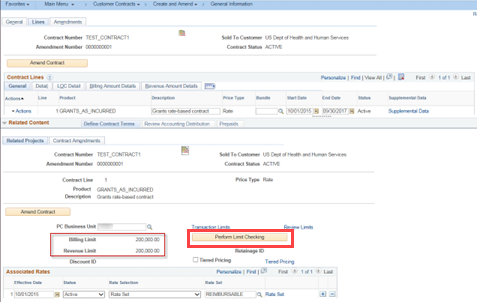 Favorites Main Menu > Customer Contracts > Create and Amend > General Information
General Lines Amendments
Contract Number TEST_CONTRACT1 Sold To Customer US Dept of Health and Human Services
Amendment Number 0000000001 Contract Status ACTIVE
Amend Contract
Contract Lines Personalize | Find | View All | First 1 of 1 Last
General Detail LOC Detail Billing Amount Details Revenue Amount Details
Actions Line Product Description Price Type Bundle Start Date End Date Status Supplemental Data
Actions 1 GRANTS_AS_INCURRED Grants rate-based contract Rate 10/01/2015 09/30/2017 Active Supplemental Data
Related Content Define Contract Terms Review Accounting Distribution Prepaids
Related Projects Contract Amendments
Contract Number TEST_CONTRACT1 Sold To Customer US Dept of Health and Human Services
Amendment Number 0000000001 Contract Status ACTIVE
Contract Line 1 Price Type Rate
Product GRANTS_AS_INCURRED
Description Grants rate-based contract
Amend Contract
PC Business Unit Transaction Limits Review Limits
Billing Limit 200,000.00 Perform Limit Checking
Revenue Limit 200,000.00 Retainage ID
Discount ID Tiered Pricing Tiered Pricing
Associated Rates Personalize | Find | First 1 of 1 Last
Effective Date Status Rate Selection Rate Set
1 10/01/2015 Active Rate Set REIMBURSABLE Rate Set